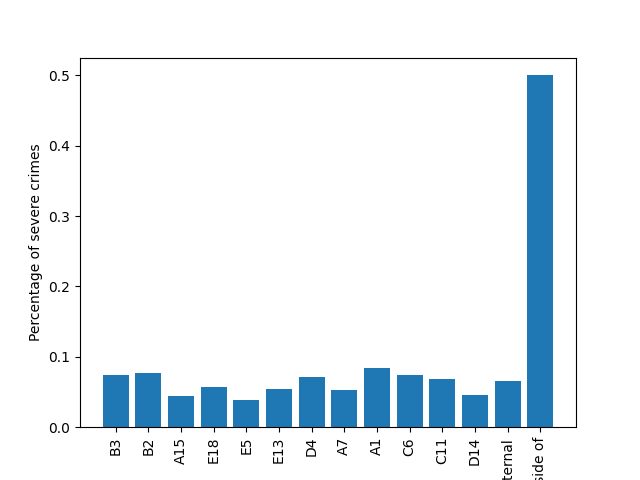 Percentage of severe crimes
0.5
0.4
0.3
0.2
0.1
0.0
B3
B2
A15
E18
E5
E13
D4
A7
A1
C6
C11
D14
ternal
side of